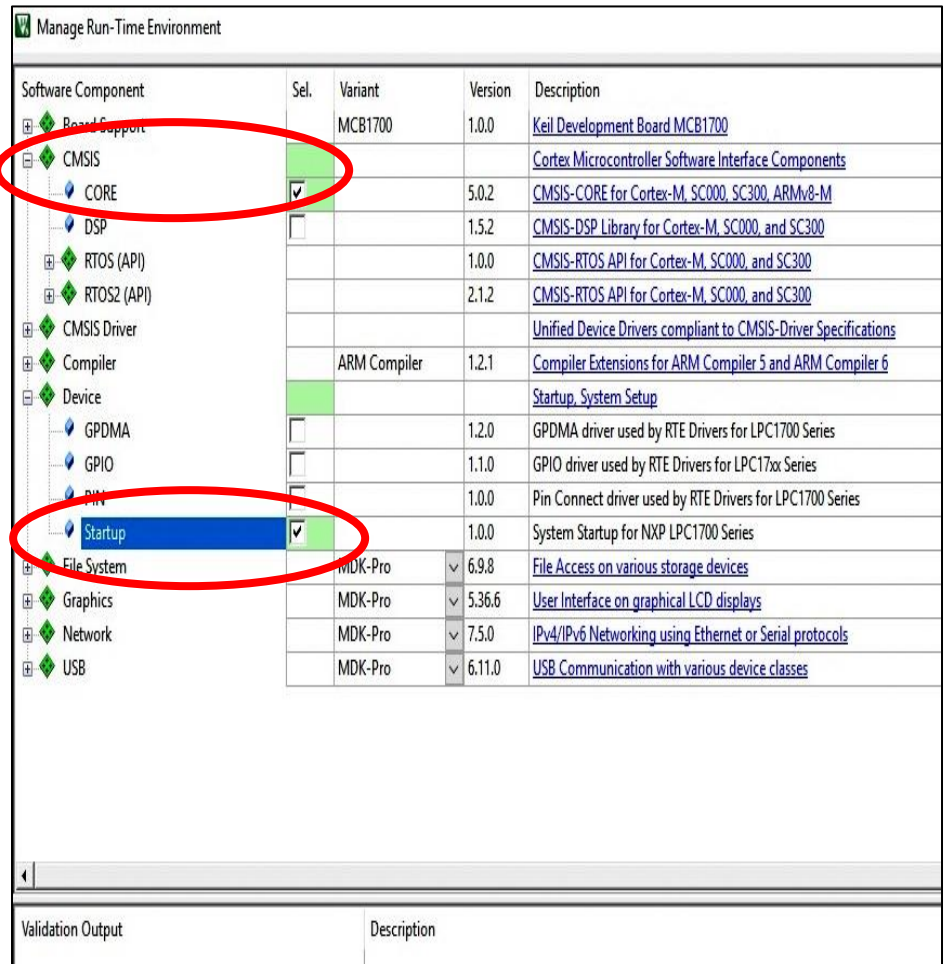 Manage Run-Time Environment
Software Component Sel. Variant Version Description
Board Support MCB1700 1.0.0 Keil Development Board MCB1700
CMSIS Cortex Microcontroller Software Interface Components
CORE 5.0.2 CMSIS-CORE for Cortex-M, SC000, SC300, ARMv8-M
DSP 1.5.2 CMSIS-DSP Library for Cortex-M, SC000, and SC300
RTOS (API) 1.0.0 CMSIS-RTOS API for Cortex-M, SC000, and SC300
RTOS2 (API) 2.1.2 CMSIS-RTOS API for Cortex-M, SC000, and SC300
CMSIS Driver Unified Device Drivers compliant to CMSIS-Driver Specifications
Compiler ARM Compiler 1.2.1 Compiler Extensions for ARM Compiler 5 and ARM Compiler 6
Device Startup, System Setup
GPDMA 1.2.0 GPDMA driver used by RTE Drivers for LPC1700 Series
GPIO 1.1.0 GPIO driver used by RTE Drivers for LPC17xx Series
PIN 1.0.0 Pin Connect driver used by RTE Drivers for LPC1700 Series
Startup 1.0.0 System Startup for NXP LPC1700 Series
File System MDK-Pro 6.9.8 File Access on various storage devices
Graphics MDK-Pro 5.36.6 User Interface on graphical LCD displays
Network MDK-Pro 7.5.0 IPv4/IPv6 Networking using Ethernet or Serial protocols
USB MDK-Pro 6.11.0 USB Communication with various device classes
Validation Output Description